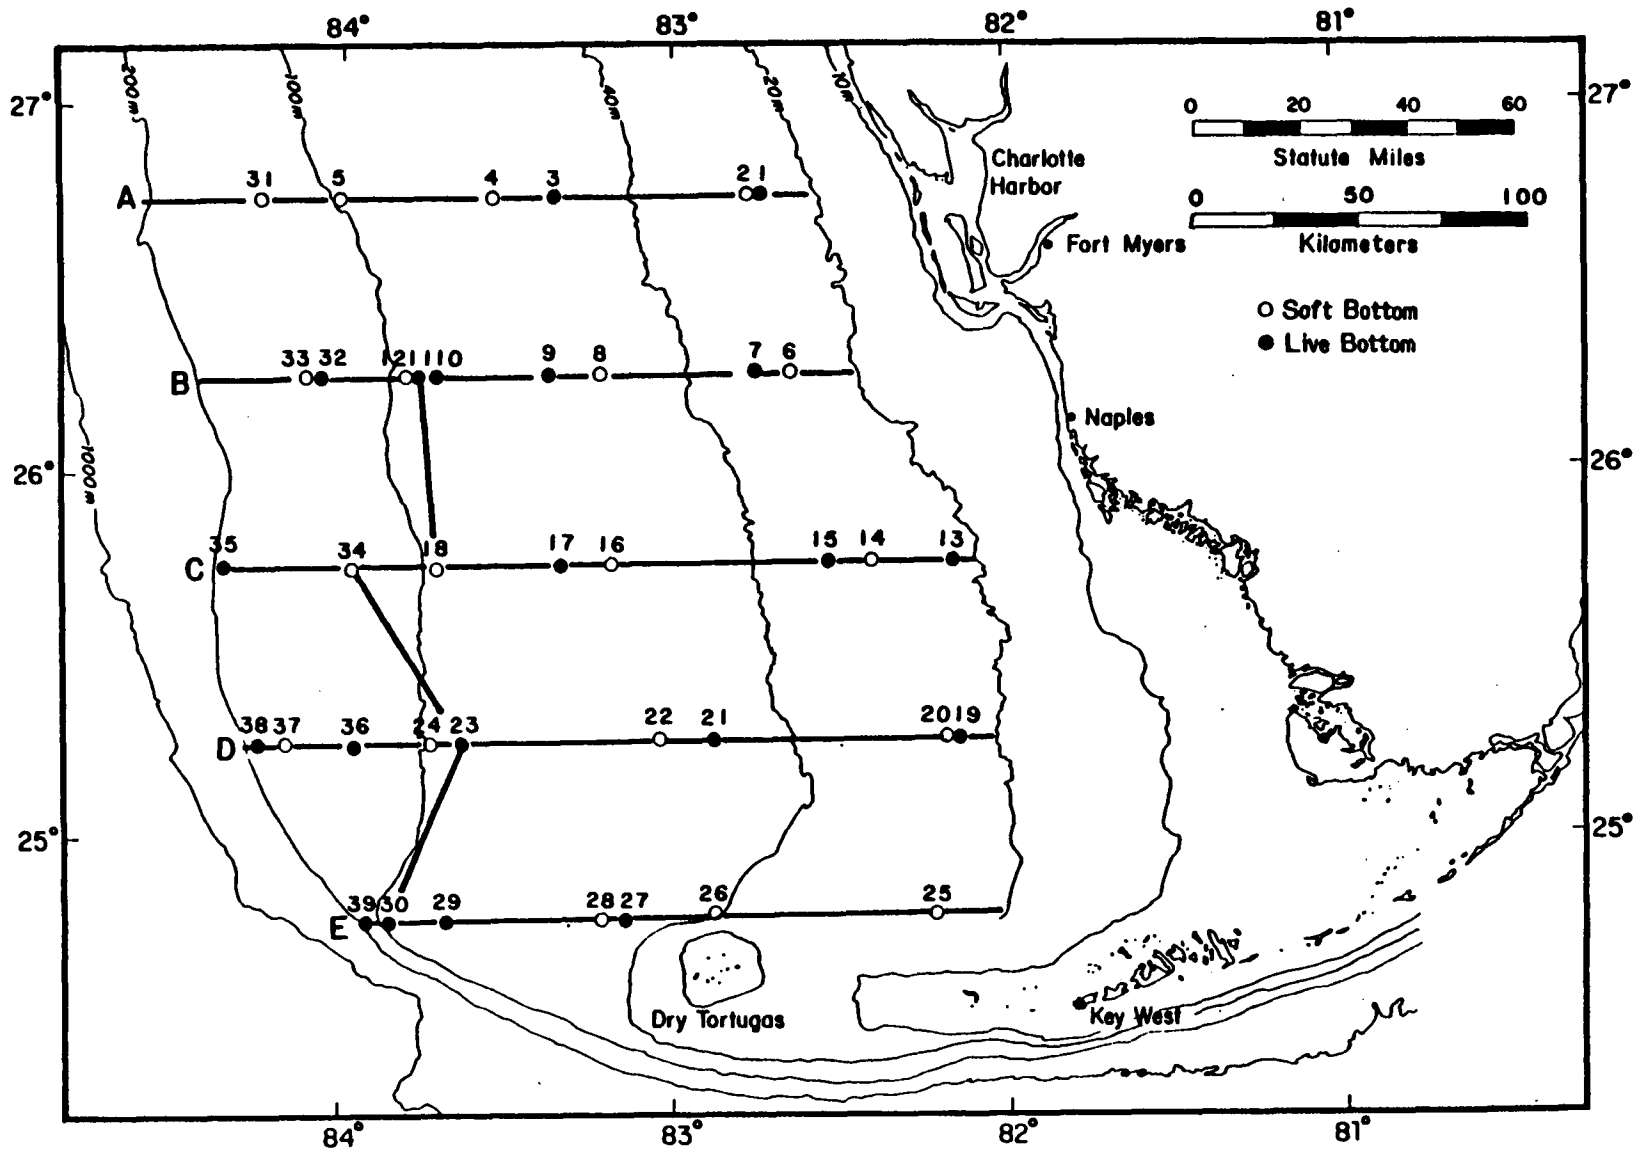 84° 83° 82° 81°
200m 100m 40m 20m 10m
27° 27°
0 20 40 60
Statute Miles
Charlotte
Harbor
0 50 100
Kilometers
A 31 5 4 3 2 1
Fort Myers
Soft Bottom
Live Bottom
B 33 32 12 11 10 9 8 7 6
Naples
1000m
26° 26°
C 35 34 18 17 16 15 14 13
D 38 37 36 24 23 22 21 20 19
25° 25°
E 39 30 29 28 27 26 25
Dry Tortugas
Key West
84° 83° 82° 81°